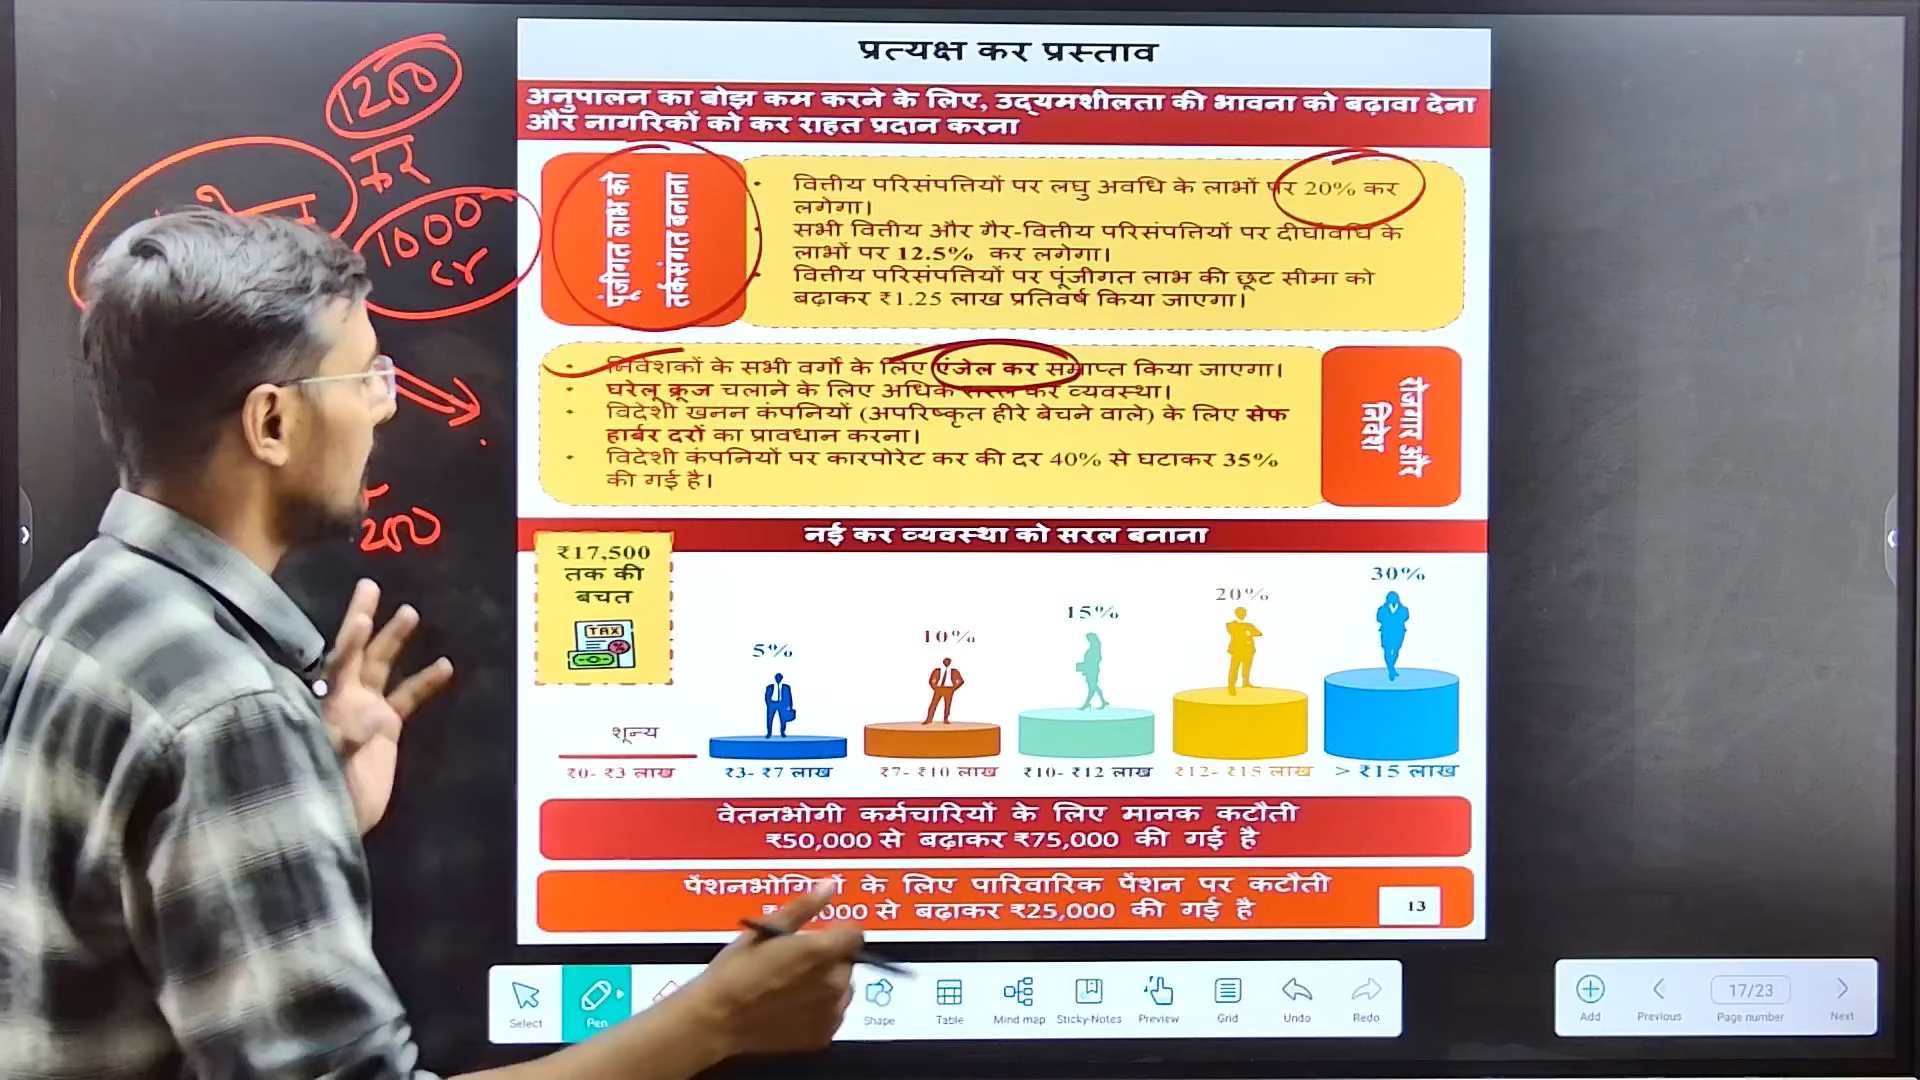 1200
कर
1000
cr
200
प्रत्यक्ष कर प्रस्ताव
अनुपालन का बोझ कम करने के लिए, उद्यमशीलता की भावना को बढ़ावा देना
और नागरिकों को कर राहत प्रदान करना
पूंजीगत लाभ को
तर्कसंगत बनाना
• वित्तीय परिसंपत्तियों पर लघु अवधि के लाभों पर 20% कर
लगेगा।
सभी वित्तीय और गैर-वित्तीय परिसंपत्तियों पर दीर्घावधि के
लाभों पर 12.5% कर लगेगा।
• वित्तीय परिसंपत्तियों पर पूंजीगत लाभ की छूट सीमा को
बढ़ाकर ₹1.25 लाख प्रतिवर्ष किया जाएगा।
• निवेशकों के सभी वर्गों के लिए एंजेल कर समाप्त किया जाएगा।
• घरेलू क्रूज चलाने के लिए अधिक सरल कर व्यवस्था।
• विदेशी खनन कंपनियों (अपरिष्कृत हीरे बेचने वाले) के लिए सेफ
हार्बर दरों का प्रावधान करना।
• विदेशी कंपनियों पर कारपोरेट कर की दर 40% से घटाकर 35%
की गई है।
रोजगार और
निवेश
नई कर व्यवस्था को सरल बनाना
₹17,500
तक की
बचत
TAX
शून्य 5% 10% 15% 20% 30%
₹0- ₹3 लाख ₹3- ₹7 लाख ₹7- ₹10 लाख ₹10- ₹12 लाख ₹12- ₹15 लाख > ₹15 लाख
वेतनभोगी कर्मचारियों के लिए मानक कटौती
₹50,000 से बढ़ाकर ₹75,000 की गई है
के लिए पारिवारिक पेंशन पर कटौती
से बढ़ाकर ₹25,000 की गई है
13
Select Pen Shape Table Mind map Sticky-Notes Preview Grid Undo Redo
17/23
Add Previous Page number Next